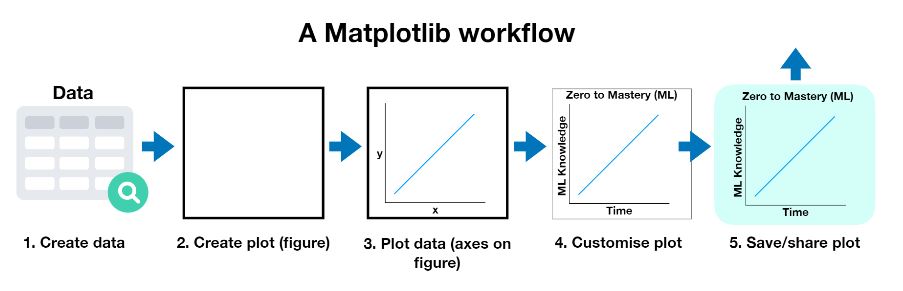 A Matplotlib workflow
Data
1. Create data
2. Create plot (figure)
y
x
3. Plot data (axes on
figure)
Zero to Mastery (ML)
ML Knowledge
Time
4. Customise plot
Zero to Mastery (ML)
ML Knowledge
Time
5. Save/share plot